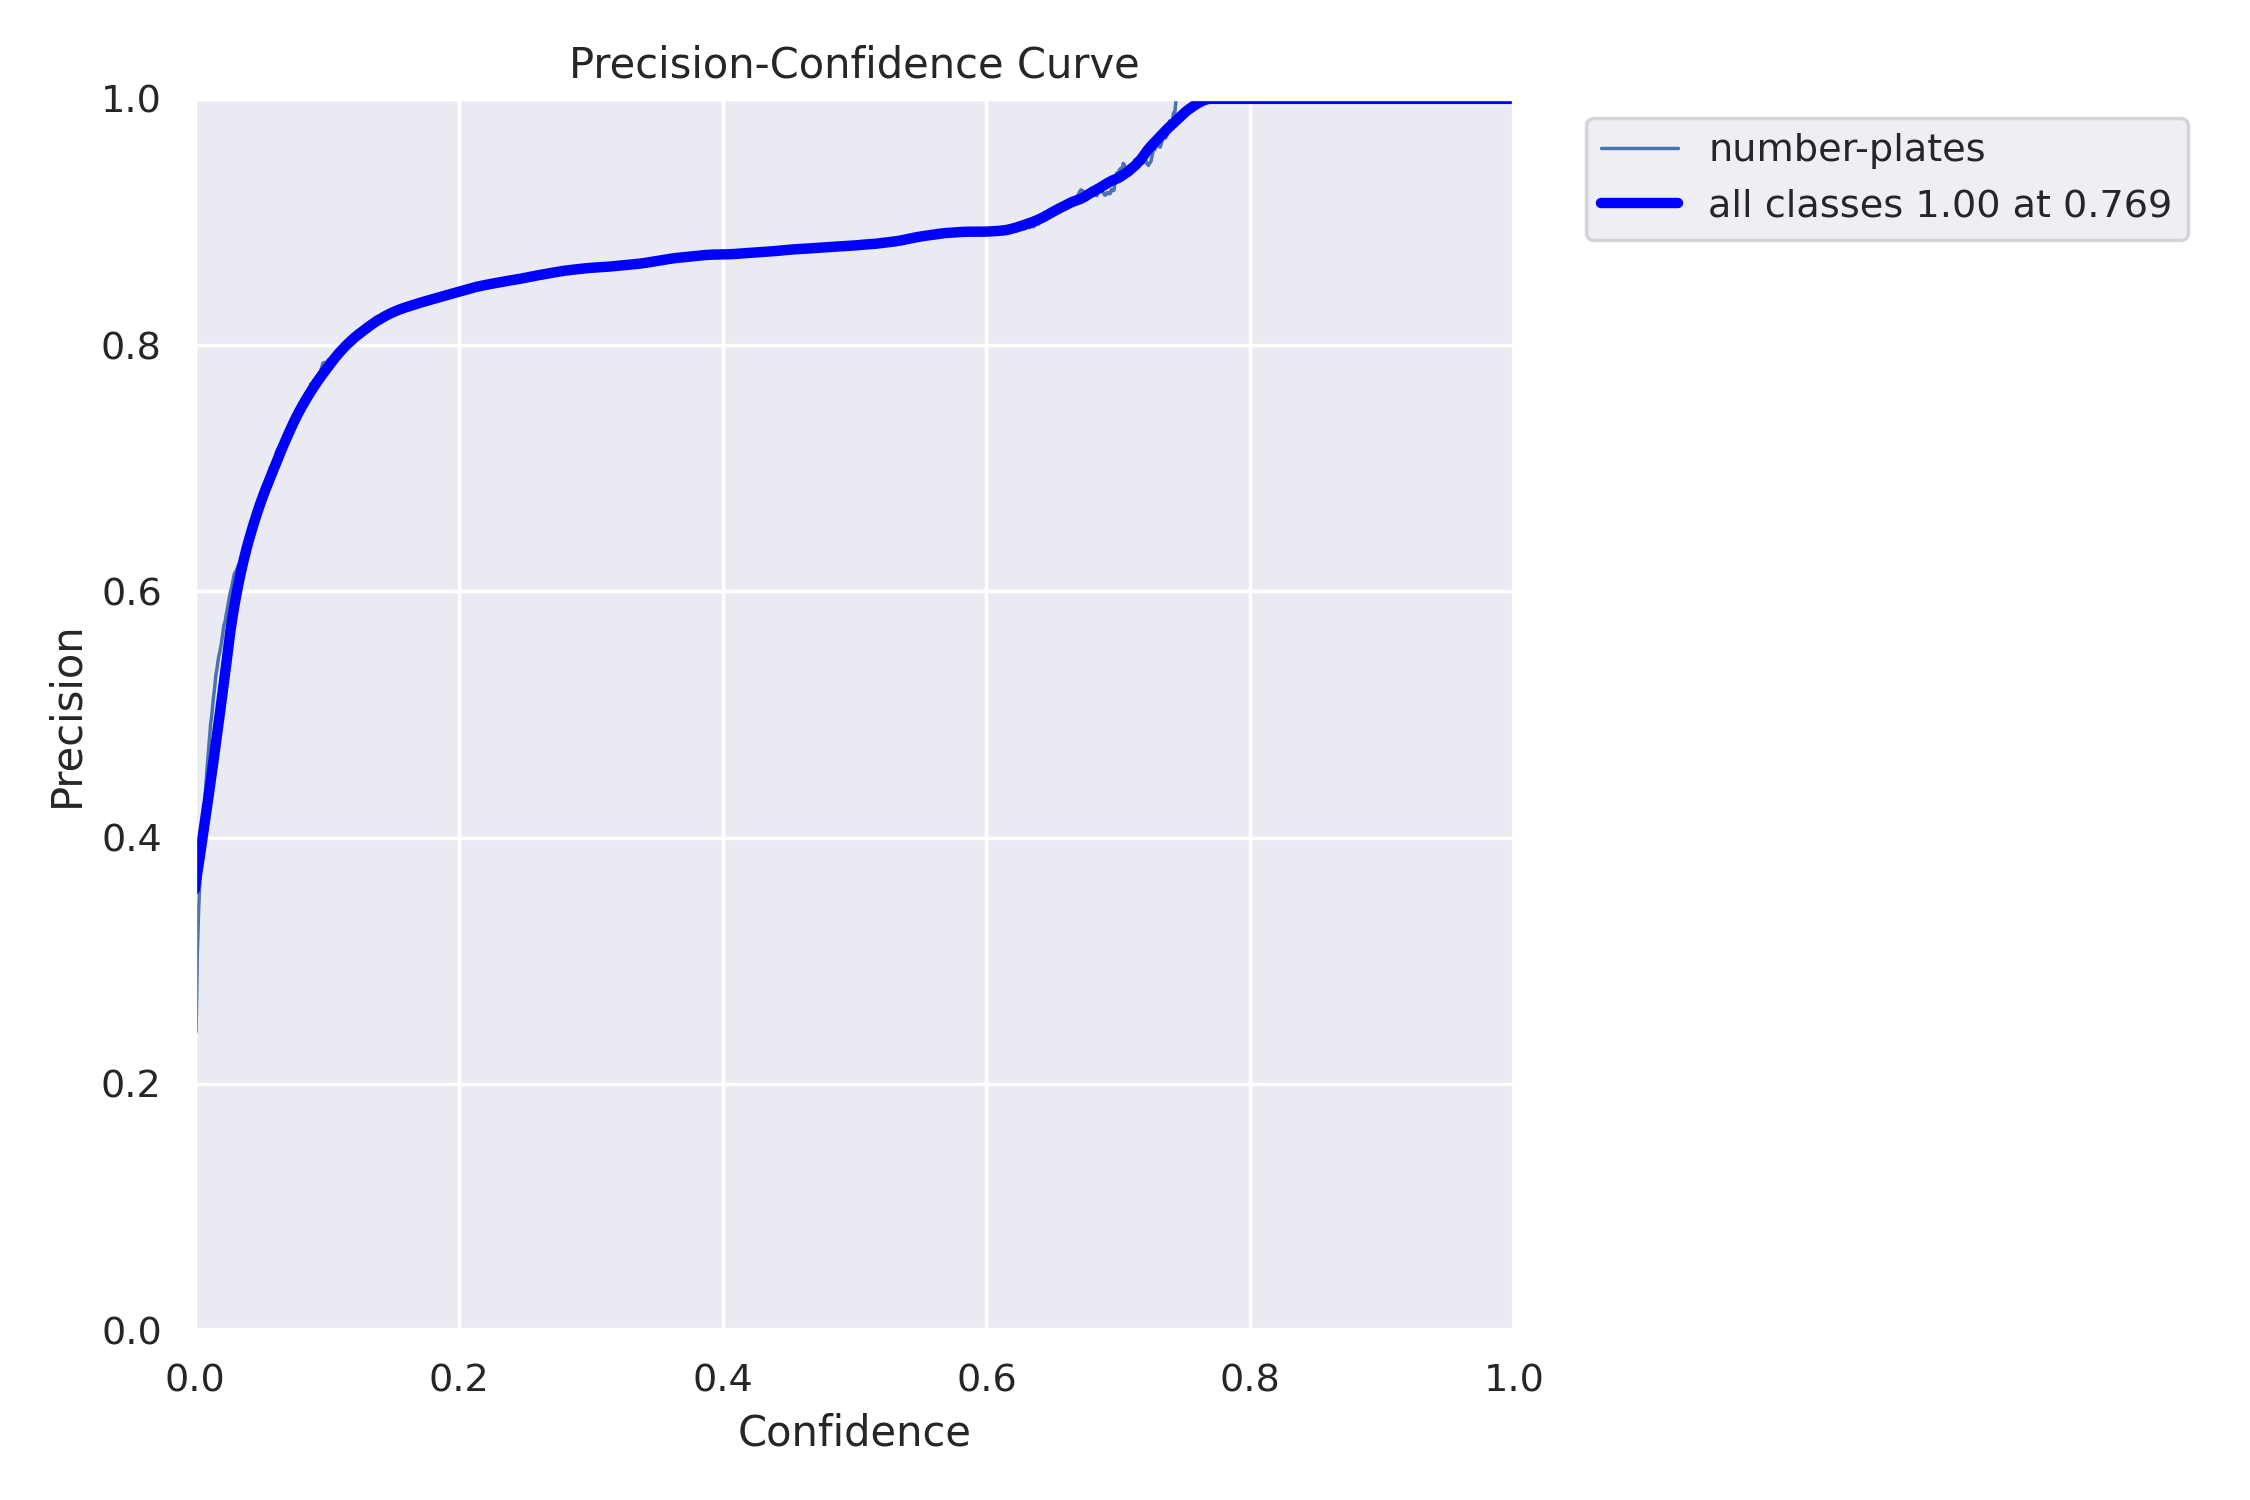 Precision-Confidence Curve
1.0
0.8
0.6
0.4
0.2
0.0
Precision
0.0 0.2 0.4 0.6 0.8 1.0
Confidence
number-plates
all classes 1.00 at 0.769